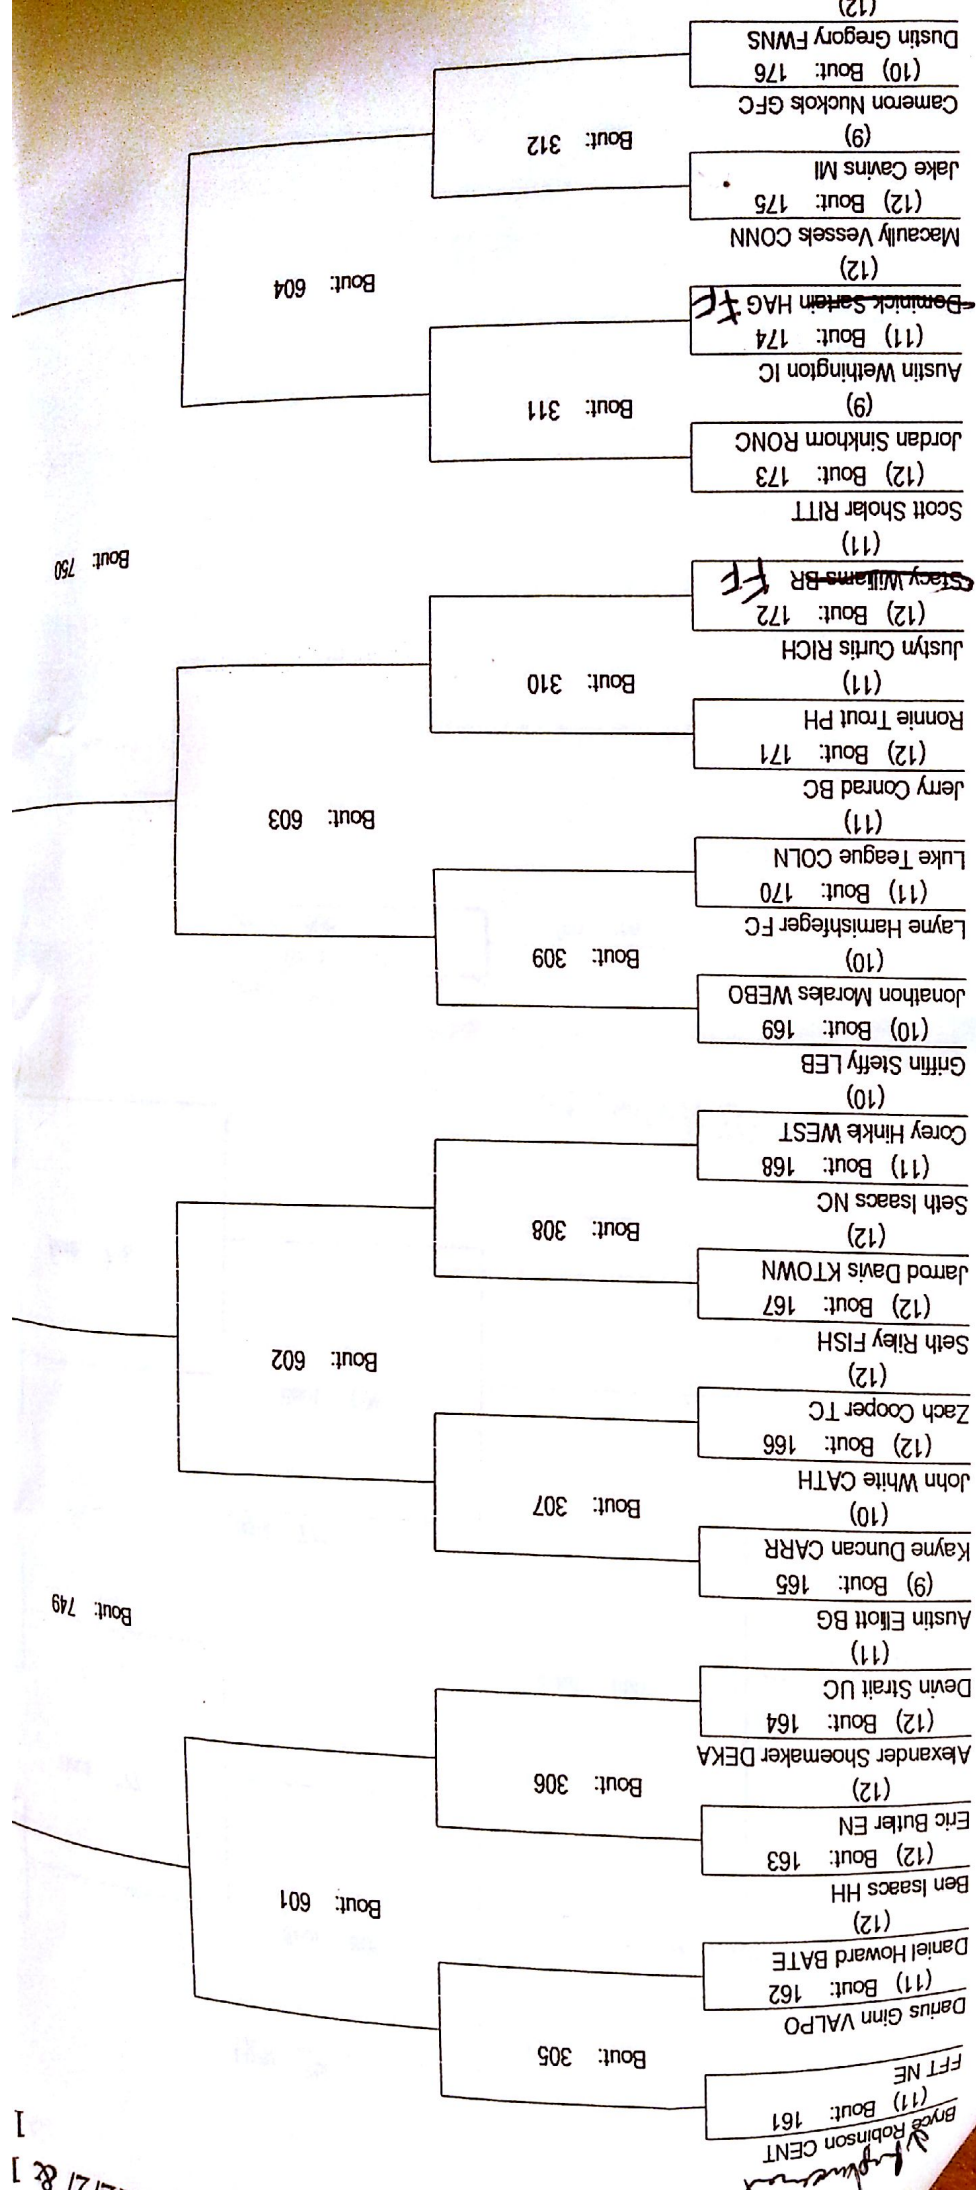 Bryce Robinson CENT
(11) Bout: 161
FFT NE
Bout: 305
Darius Ginn VALPO
(11) Bout: 162
Daniel Howard BATE
(12)
Bout: 601
Ben Isaacs HH
(12) Bout: 163
Eric Butler EN
(12)
Bout: 306
Alexander Shoemaker DEKA
(12) Bout: 164
Devin Strait UC
(11)
Austin Elliott BG
Bout: 749
(9) Bout: 165
Kayne Duncan CARR
(10)
Bout: 307
John White CATH
(12) Bout: 166
Zach Cooper TC
(12)
Bout: 602
Seth Riley FISH
(12) Bout: 167
Jarrod Davis KTOWN
(12)
Bout: 308
Seth Isaacs NC
(11) Bout: 168
Corey Hinkle WEST
(10)
Griffin Steffy LEB
(10) Bout: 169
Jonathon Morales WEBO
(10)
Bout: 309
Layne Harnishfeger FC
(11) Bout: 170
Luke Teague COLN
(11)
Bout: 603
Jerry Conrad BC
(12) Bout: 171
Ronnie Trout PH
(11)
Bout: 310
Justyn Curtis RICH
(12) Bout: 172
Stacy Williams BR FF
Bout: 750
(11)
Scott Sholar RITT
(12) Bout: 173
Jordan Sinkhorn RONC
(9)
Bout: 311
Austin Wethington IC
(11) Bout: 174
Dominick Sartein HAG FF
Bout: 604
(12)
Macaully Vessels CONN
(12) Bout: 175
Jake Cavins MI
(9)
Bout: 312
Cameron Nuckols GFC
(10) Bout: 176
Dustin Gregory FWNS
(12)